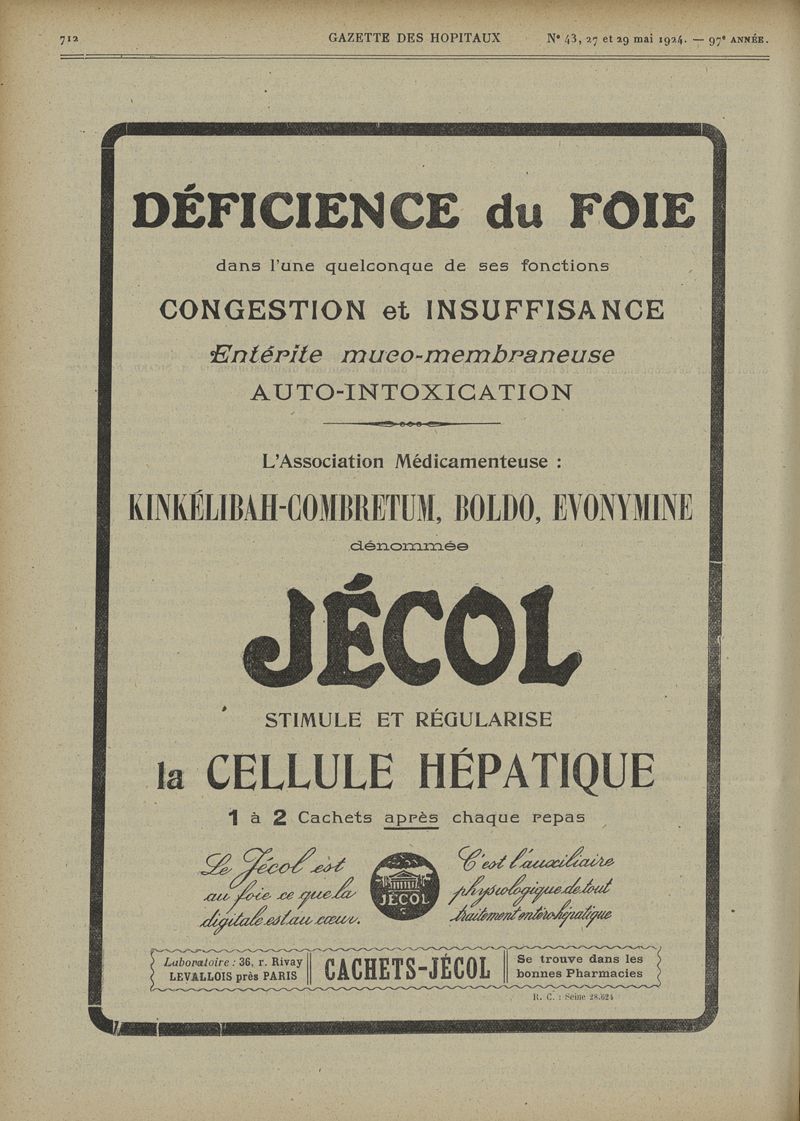 712
GAZETTE DES HOPITAUX
N° 43, 27 et 29 mai 1924. — 97e ANNÉE.
DÉFICIENCE du FOIE
dans l'une quelconque de ses fonctions
CONGESTION et INSUFFISANCE
Entérite muco-membraneuse
AUTO-INTOXICATION
L'Association Médicamenteuse :
KINKÉLIBAH-COMBRETUM, BOLDO, EVONYMINE
dénommée
JÉCOL
STIMULE ET RÉGULARISE
la CELLULE HÉPATIQUE
1 à 2 Cachets après chaque repas
Le Jécol est
au foie ce que la
digitale est au cœur.
JÉCOL
C'est l'auxiliaire
physiologique de tout
traitement entéro-hépatique
Laboratoire : 36, r. Rivay
LEVALLOIS près PARIS
CACHETS-JÉCOL
Se trouve dans les
bonnes Pharmacies
R. C. : Seine 28.624